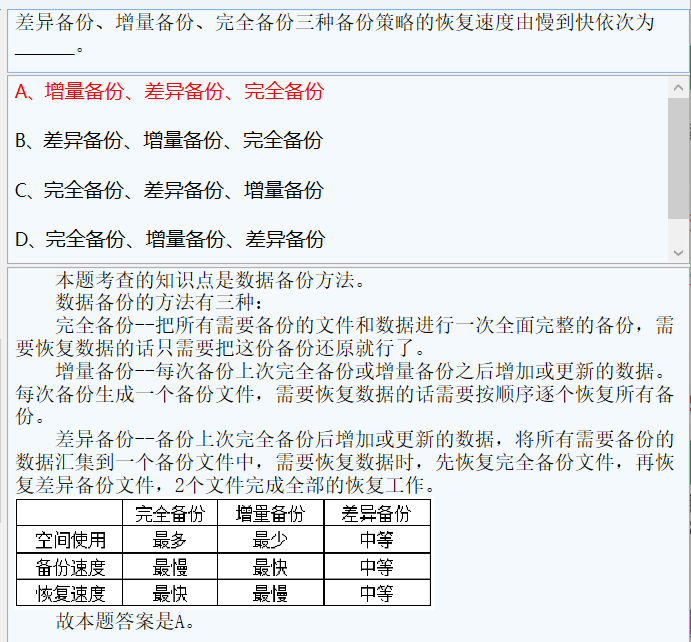 差异备份、增量备份、完全备份三种备份策略的恢复速度由慢到快依次为
______。
A、增量备份、差异备份、完全备份
B、差异备份、增量备份、完全备份
C、完全备份、差异备份、增量备份
D、完全备份、增量备份、差异备份
本题考查的知识点是数据备份方法。
数据备份的方法有三种：
完全备份--把所有需要备份的文件和数据进行一次全面完整的备份，需
要恢复数据的话只需要把这份备份还原就行了。
增量备份--每次备份上次完全备份或增量备份之后增加或更新的数据。
每次备份生成一个备份文件，需要恢复数据的话需要按顺序逐个恢复所有备
份。
差异备份--备份上次完全备份后增加或更新的数据，将所有需要备份的
数据汇集到一个备份文件中，需要恢复数据时，先恢复完全备份文件，再恢
复差异备份文件，2个文件完成全部的恢复工作。
完全备份 增量备份 差异备份
空间使用 最多 最少 中等
备份速度 最慢 最快 中等
恢复速度 最快 最慢 中等
故本题答案是A。